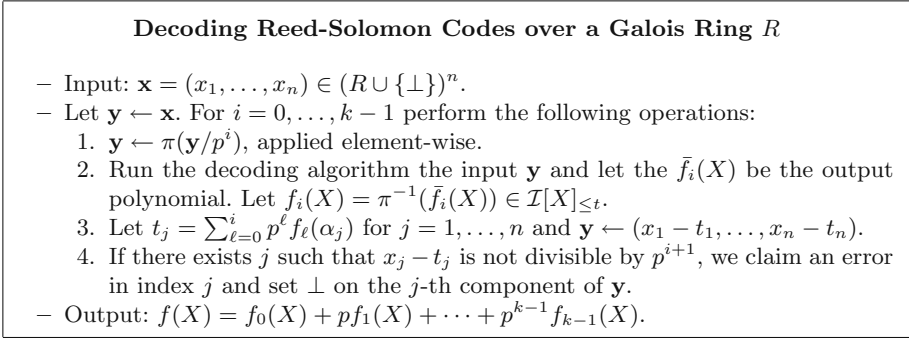 Decoding Reed-Solomon Codes over a Galois Ring R
– Input: x = (x₁, . . . , xₙ) ∈ (R ∪ {⊥})ⁿ.
– Let y ← x. For i = 0, . . . , k − 1 perform the following operations:
1. y ← π(y/pⁱ), applied element-wise.
2. Run the decoding algorithm the input y and let the f̄ᵢ(X) be the output
polynomial. Let fᵢ(X) = π⁻¹(f̄ᵢ(X)) ∈ ℐ[X]≤ₜ.
3. Let tⱼ = ∑ⁱ_{ℓ=0} p^ℓ f_ℓ(αⱼ) for j = 1, . . . , n and y ← (x₁ − t₁, . . . , xₙ − tₙ).
4. If there exists j such that xⱼ − tⱼ is not divisible by pⁱ⁺¹, we claim an error
in index j and set ⊥ on the j-th component of y.
– Output: f(X) = f₀(X) + pf₁(X) + · · · + pᵏ⁻¹fₖ₋₁(X).